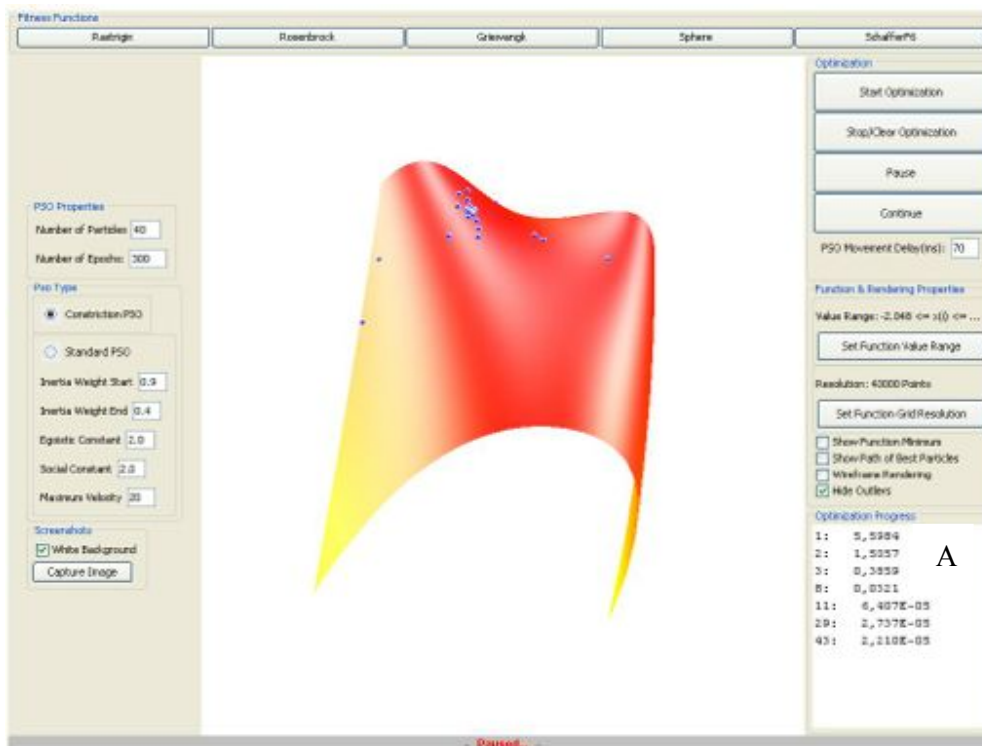 Fitness Functions
Rastrigin Rosenbrock Griewangk Sphere SchafferF6
PSO Properties
Number of Particles 40
Number of Epochs: 300
Pso Type
Constriction PSO
Standard PSO
Inertia Weight Start 0.9
Inertia Weight End 0.4
Egoistic Constant 2.0
Social Constant 2.0
Maximum Velocity 20
Screenshots
White Background
Capture Image
Optimization
Start Optimization
Stop/Clear Optimization
Pause
Continue
PSO Movement Delay(ms): 70
Function & Rendering Properties
Value Range: -2.048 <= x(i) <= ...
Set Function Value Range
Resolution: 40000 Points
Set Function-Grid Resolution
Show Function Minimum
Show Path of Best Particles
Wireframe Rendering
Hide Outliers
Optimization Progress
1: 5,5984
2: 1,5057
3: 0,3859
8: 0,0321
11: 6,407E-05
29: 2,737E-05
43: 2,210E-05
A
- Paused... -